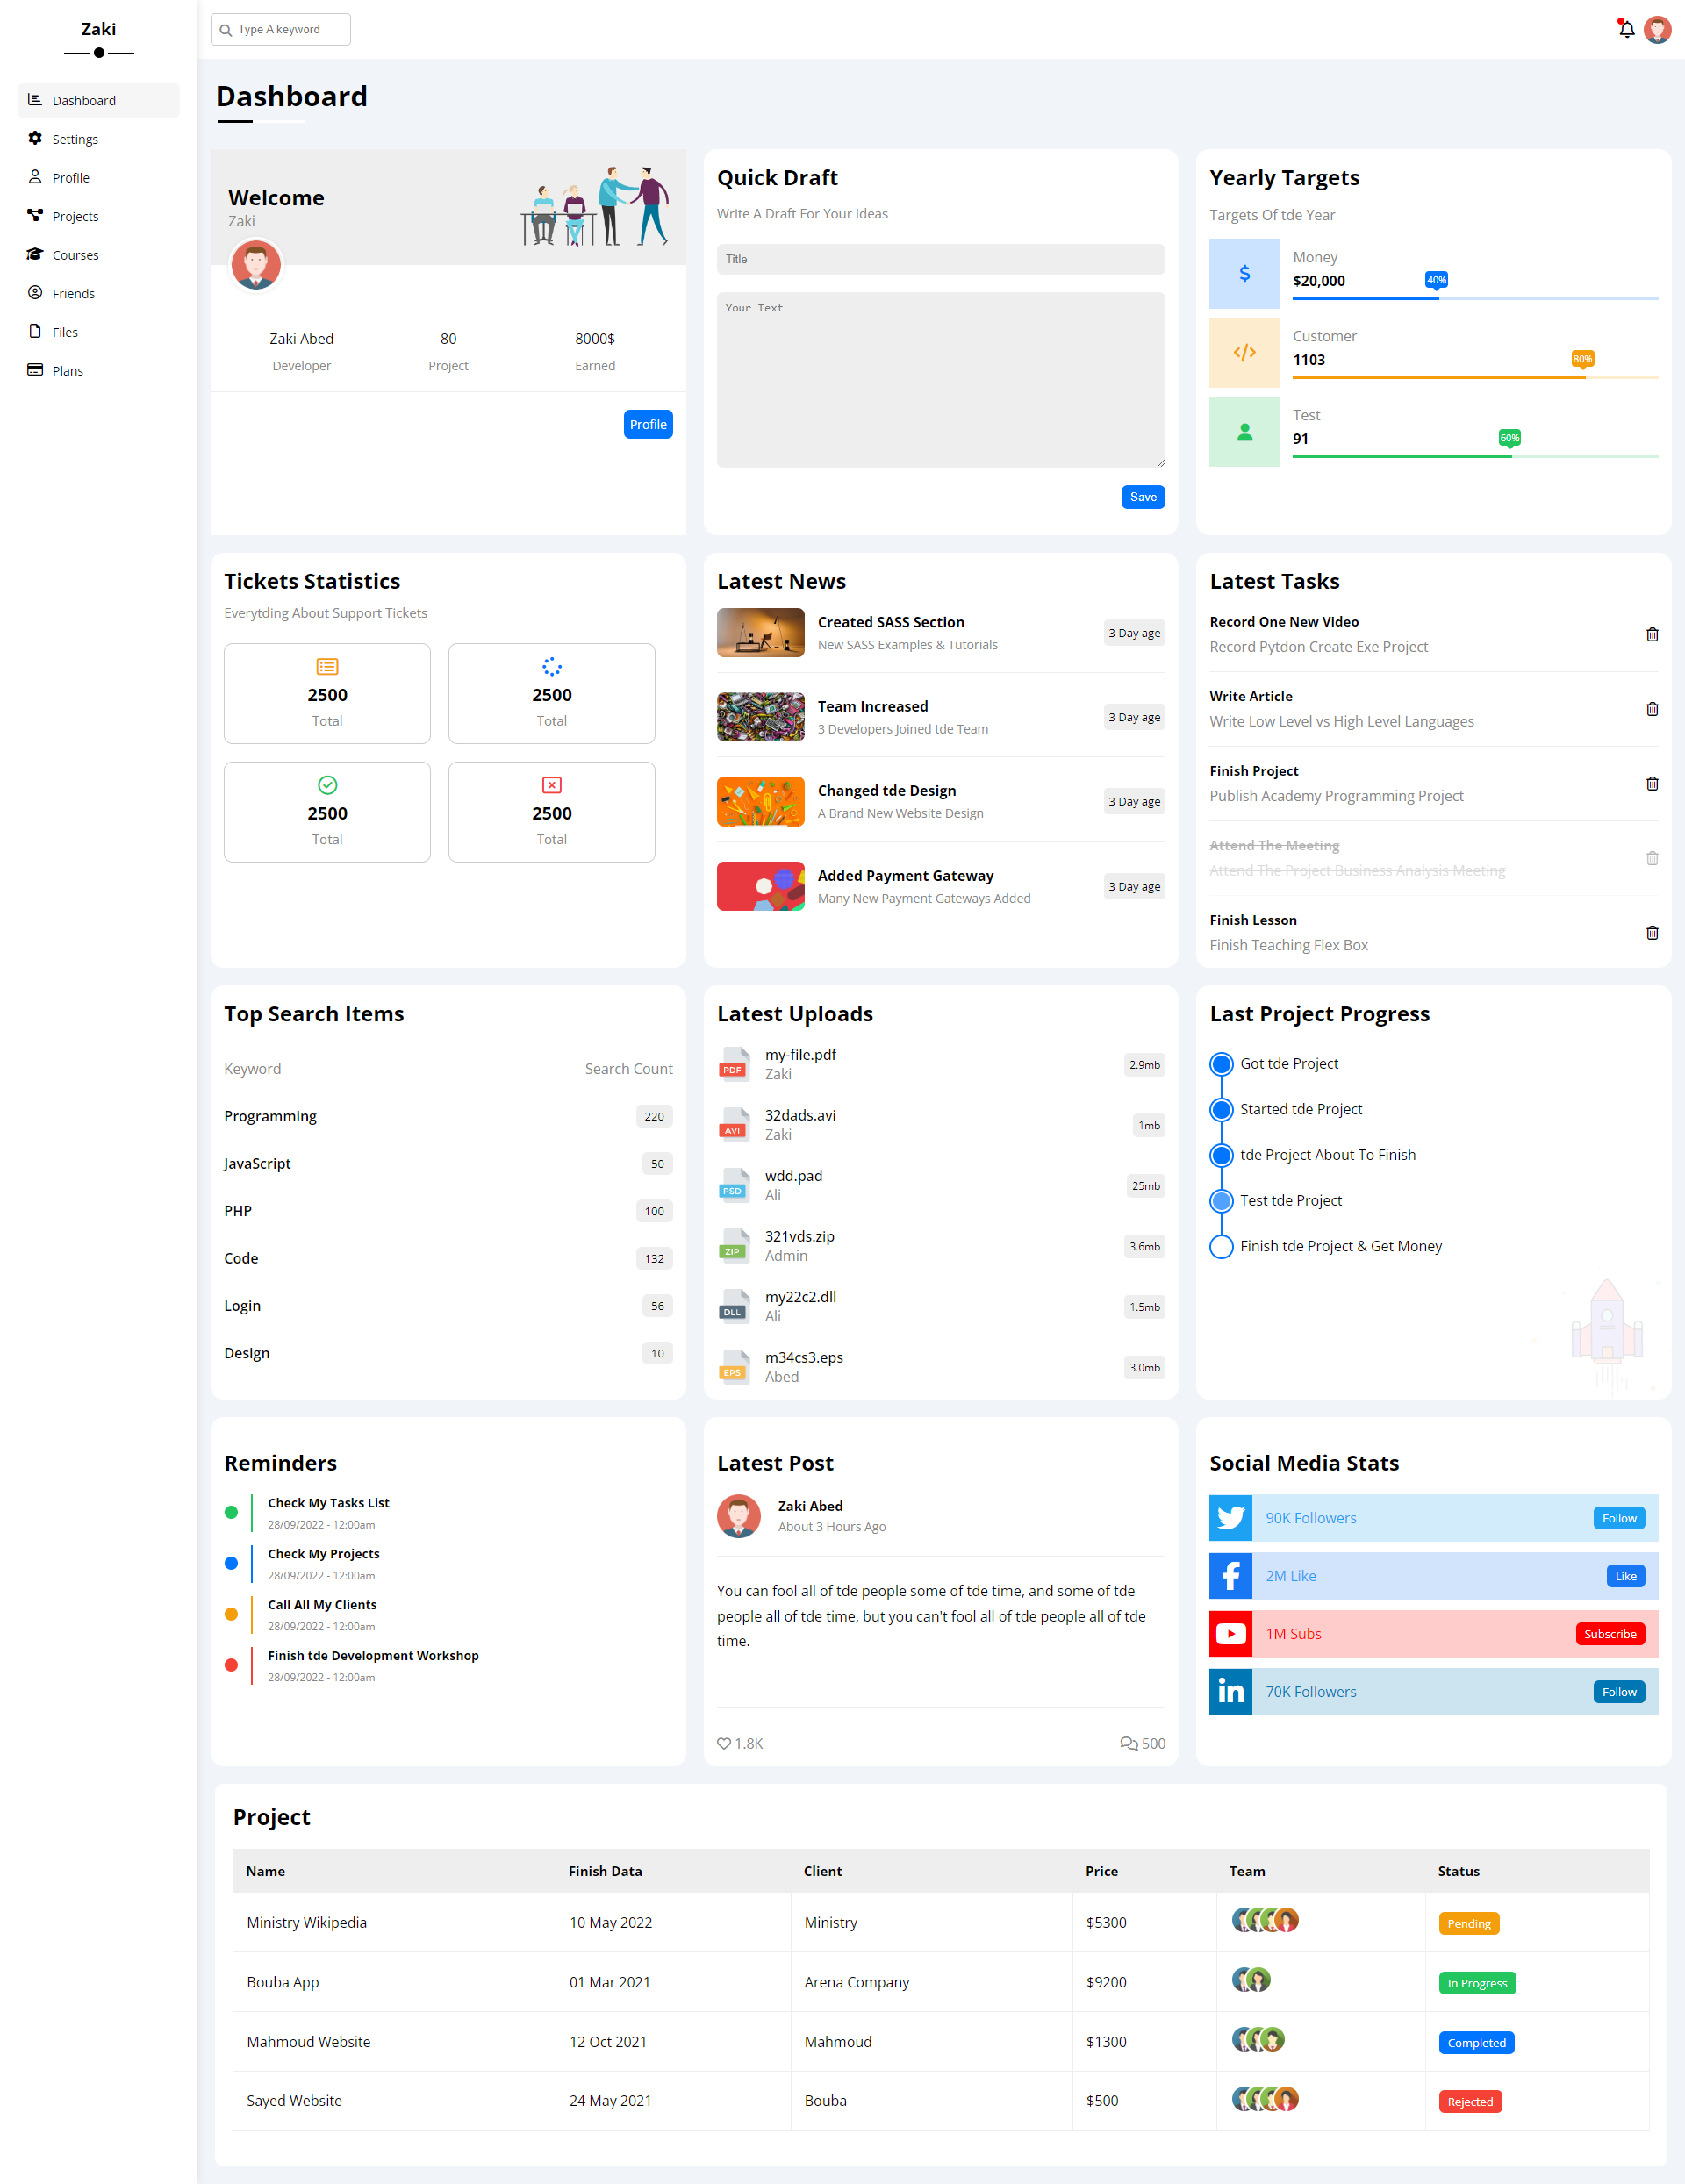 Zaki
Type A keyword
Dashboard
Settings
Profile
Projects
Courses
Friends
Files
Plans
Dashboard
Welcome
Zaki
Zaki Abed
Developer
80
Project
8000$
Earned
Profile
Quick Draft
Write A Draft For Your Ideas
Title
Your Text
Save
Yearly Targets
Targets Of tde Year
Money
$20,000
40%
Customer
1103
80%
Test
91
60%
Tickets Statistics
Everytding About Support Tickets
2500
Total
2500
Total
2500
Total
2500
Total
Latest News
Created SASS Section
New SASS Examples & Tutorials
3 Day age
Team Increased
3 Developers Joined tde Team
3 Day age
Changed tde Design
A Brand New Website Design
3 Day age
Added Payment Gateway
Many New Payment Gateways Added
3 Day age
Latest Tasks
Record One New Video
Record Pytdon Create Exe Project
Write Article
Write Low Level vs High Level Languages
Finish Project
Publish Academy Programming Project
Attend The Meeting
Attend The Project Business Analysis Meeting
Finish Lesson
Finish Teaching Flex Box
Top Search Items
Keyword Search Count
Programming 220
JavaScript 50
PHP 100
Code 132
Login 56
Design 10
Latest Uploads
PDF
my-file.pdf
Zaki
2.9mb
AVI
32dads.avi
Zaki
1mb
PSD
wdd.pad
Ali
25mb
ZIP
321vds.zip
Admin
3.6mb
DLL
my22c2.dll
Ali
1.5mb
EPS
m34cs3.eps
Abed
3.0mb
Last Project Progress
Got tde Project
Started tde Project
tde Project About To Finish
Test tde Project
Finish tde Project & Get Money
Reminders
Check My Tasks List
28/09/2022 - 12:00am
Check My Projects
28/09/2022 - 12:00am
Call All My Clients
28/09/2022 - 12:00am
Finish tde Development Workshop
28/09/2022 - 12:00am
Latest Post
Zaki Abed
About 3 Hours Ago
You can fool all of tde people some of tde time, and some of tde
people all of tde time, but you can't fool all of tde people all of tde
time.
1.8K
500
Social Media Stats
90K Followers Follow
2M Like Like
1M Subs Subscribe
in 70K Followers Follow
Project
Name Finish Data Client Price Team Status
Ministry Wikipedia 10 May 2022 Ministry $5300 Pending
Bouba App 01 Mar 2021 Arena Company $9200 In Progress
Mahmoud Website 12 Oct 2021 Mahmoud $1300 Completed
Sayed Website 24 May 2021 Bouba $500 Rejected